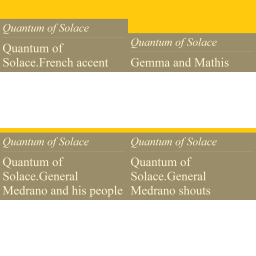 Quantum of Solace
Quantum of
Solace.French accent
Quantum of Solace
Gemma and Mathis
Quantum of Solace
Quantum of
Solace.General
Medrano and his people
Quantum of Solace
Quantum of
Solace.General
Medrano shouts